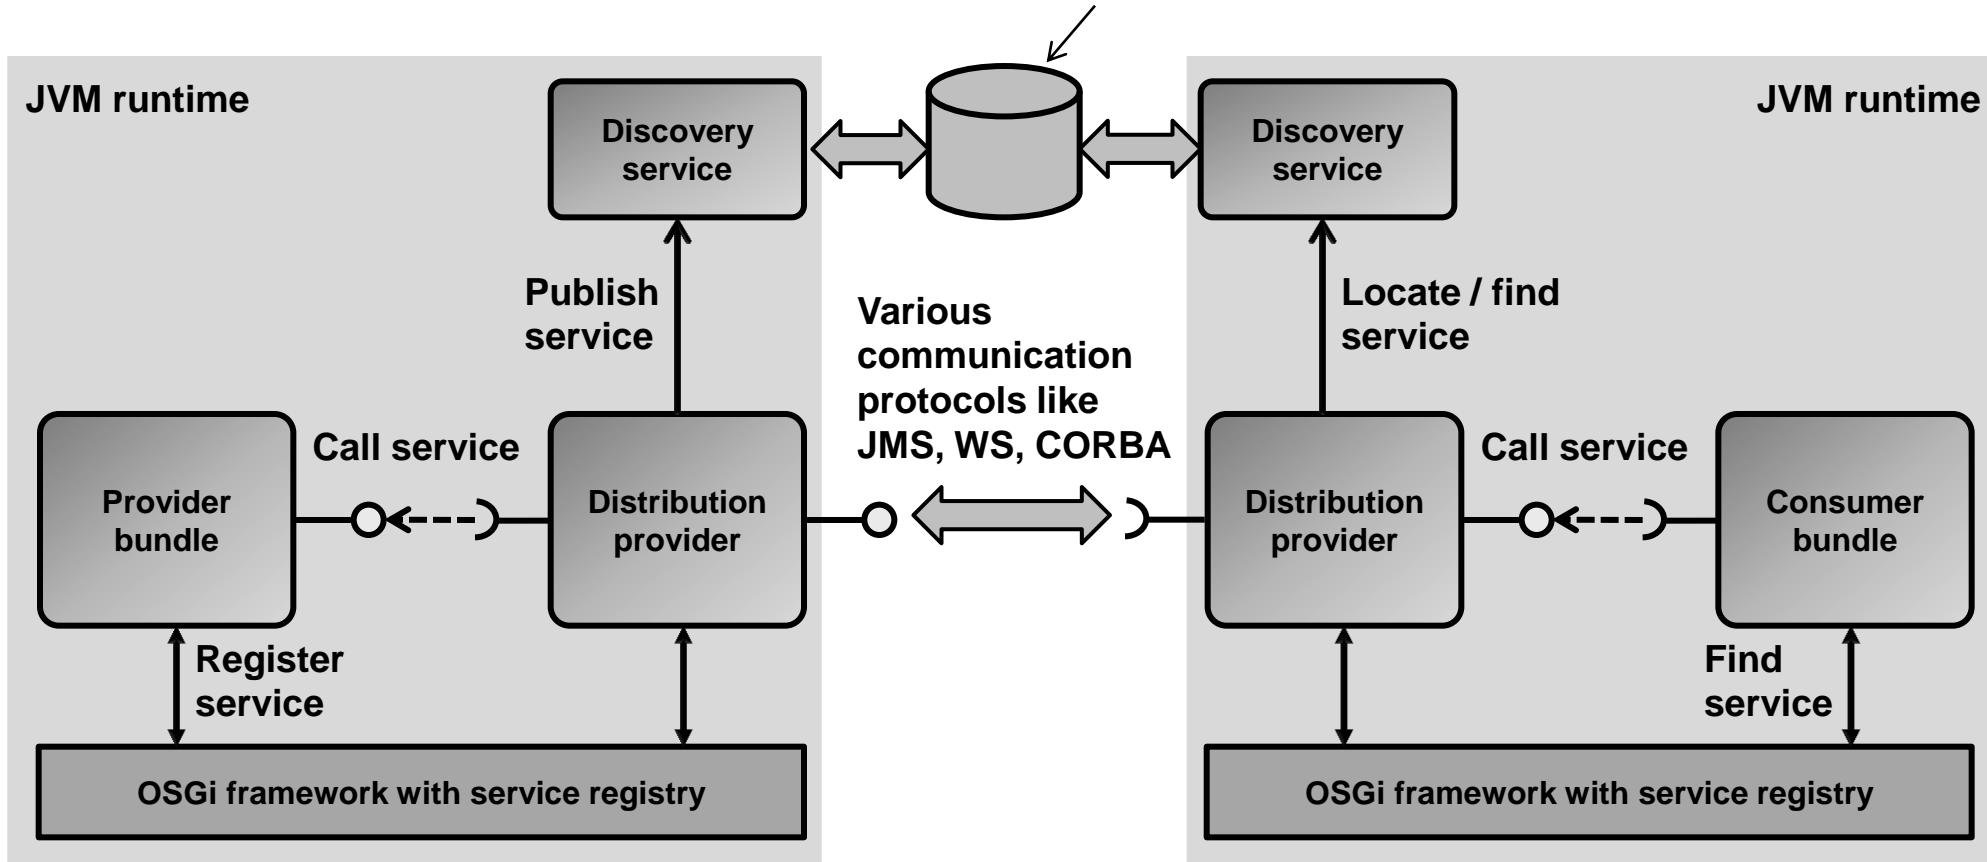 JVM runtime
JVM runtime
Discovery
service
Discovery
service
Publish
service
Various
communication
protocols like
JMS, WS, CORBA
Locate / find
service
Provider
bundle
Call service
Distribution
provider
Distribution
provider
Call service
Consumer
bundle
Register
service
Find
service
OSGi framework with service registry
OSGi framework with service registry